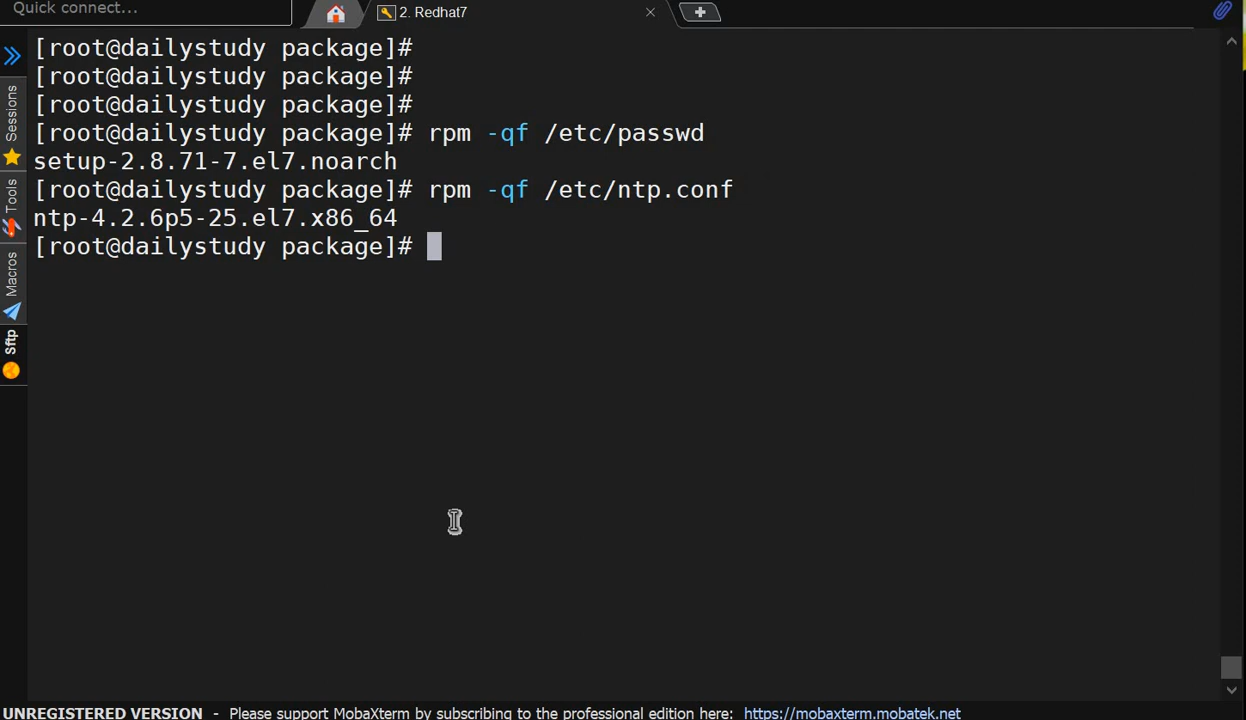 Quick connect...
2. Redhat7
[root@dailystudy package]#
[root@dailystudy package]#
[root@dailystudy package]#
[root@dailystudy package]# rpm -qf /etc/passwd
setup-2.8.71-7.el7.noarch
[root@dailystudy package]# rpm -qf /etc/ntp.conf
ntp-4.2.6p5-25.el7.x86_64
[root@dailystudy package]#
Sessions
Tools
Macros
Sftp
UNREGISTERED VERSION - Please support MobaXterm by subscribing to the professional edition here: https://mobaxterm.mobatek.net